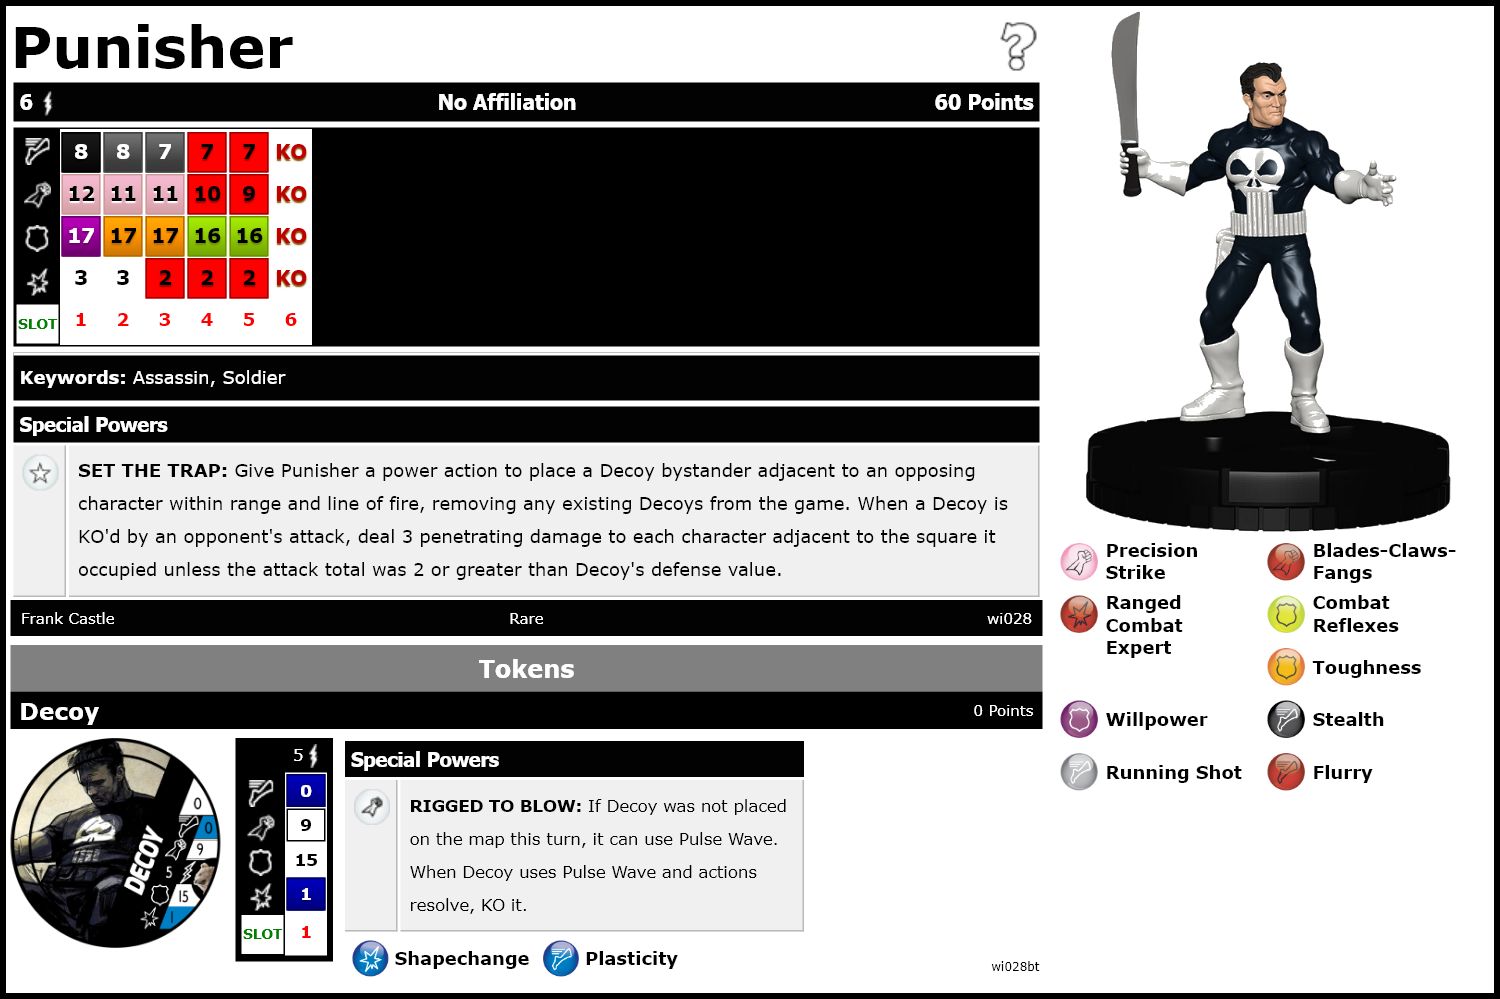 Punisher
6 No Affiliation 60 Points
8 8 7 7 7 KO
12 11 11 10 9 KO
17 17 17 16 16 KO
3 3 2 2 2 KO
SLOT 1 2 3 4 5 6
Keywords: Assassin, Soldier
Special Powers
SET THE TRAP: Give Punisher a power action to place a Decoy bystander adjacent to an opposing
character within range and line of fire, removing any existing Decoys from the game. When a Decoy is
KO'd by an opponent's attack, deal 3 penetrating damage to each character adjacent to the square it
occupied unless the attack total was 2 or greater than Decoy's defense value.
Frank Castle Rare wi028
Precision
Strike
Blades-Claws-
Fangs
Ranged
Combat
Expert
Combat
Reflexes
Toughness
Willpower
Stealth
Running Shot
Flurry
Tokens
Decoy 0 Points
DECOY
0
0
9
5
15
1
5
0
9
15
1
SLOT 1
Special Powers
RIGGED TO BLOW: If Decoy was not placed
on the map this turn, it can use Pulse Wave.
When Decoy uses Pulse Wave and actions
resolve, KO it.
Shapechange Plasticity
wi028bt